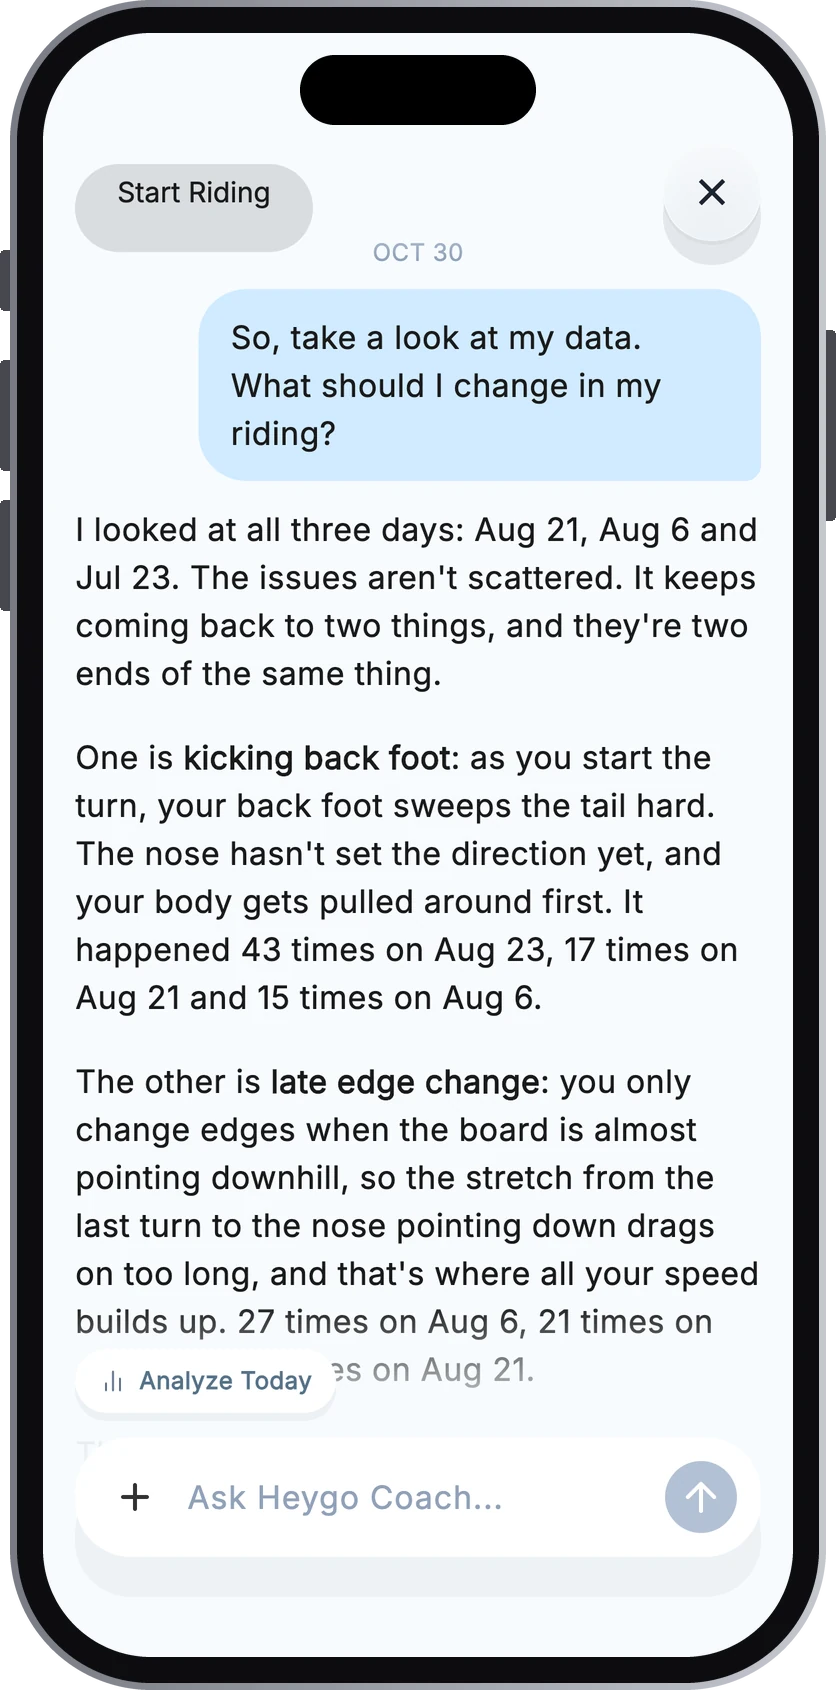 Start Riding
OCT 30
So, take a look at my data.
What should I change in my
riding?
I looked at all three days: Aug 21, Aug 6 and
Jul 23. The issues aren't scattered. It keeps
coming back to two things, and they're two
ends of the same thing.
One is kicking back foot: as you start the
turn, your back foot sweeps the tail hard.
The nose hasn't set the direction yet, and
your body gets pulled around first. It
happened 43 times on Aug 23, 17 times on
Aug 21 and 15 times on Aug 6.
The other is late edge change: you only
change edges when the board is almost
pointing downhill, so the stretch from the
last turn to the nose pointing down drags
on too long, and that's where all your speed
builds up. 27 times on Aug 6, 21 times on
on Aug 21.
Analyze Today
Ask Heygo Coach...